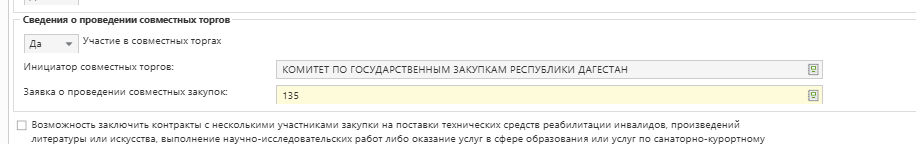 Сведения о проведении совместных торгов
Да Участие в совместных торгах
Инициатор совместных торгов: КОМИТЕТ ПО ГОСУДАРСТВЕННЫМ ЗАКУПКАМ РЕСПУБЛИКИ ДАГЕСТАН
Заявка о проведении совместных закупок: 135
Возможность заключить контракты с несколькими участниками закупки на поставки технических средств реабилитации инвалидов, произведений
литературы или искусства, выполнение научно-исследовательских работ либо оказание услуг в сфере образования или услуг по санаторно-курортному